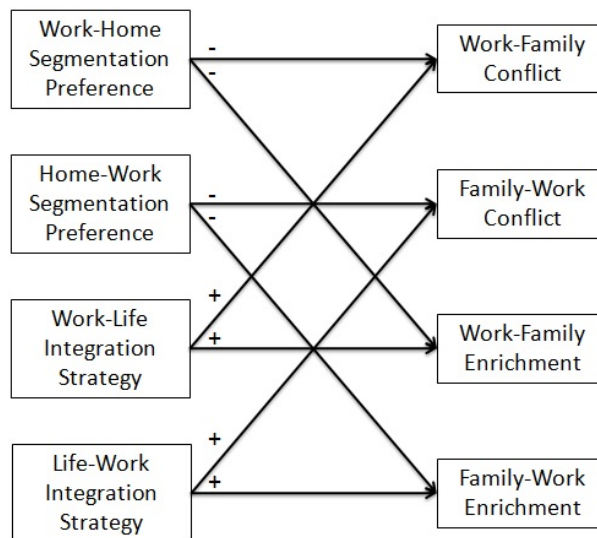 Work-Home
Segmentation
Preference
-
-
Work-Family
Conflict
Home-Work
Segmentation
Preference
-
-
Family-Work
Conflict
Work-Life
Integration
Strategy
+
+
Work-Family
Enrichment
Life-Work
Integration
Strategy
+
+
Family-Work
Enrichment